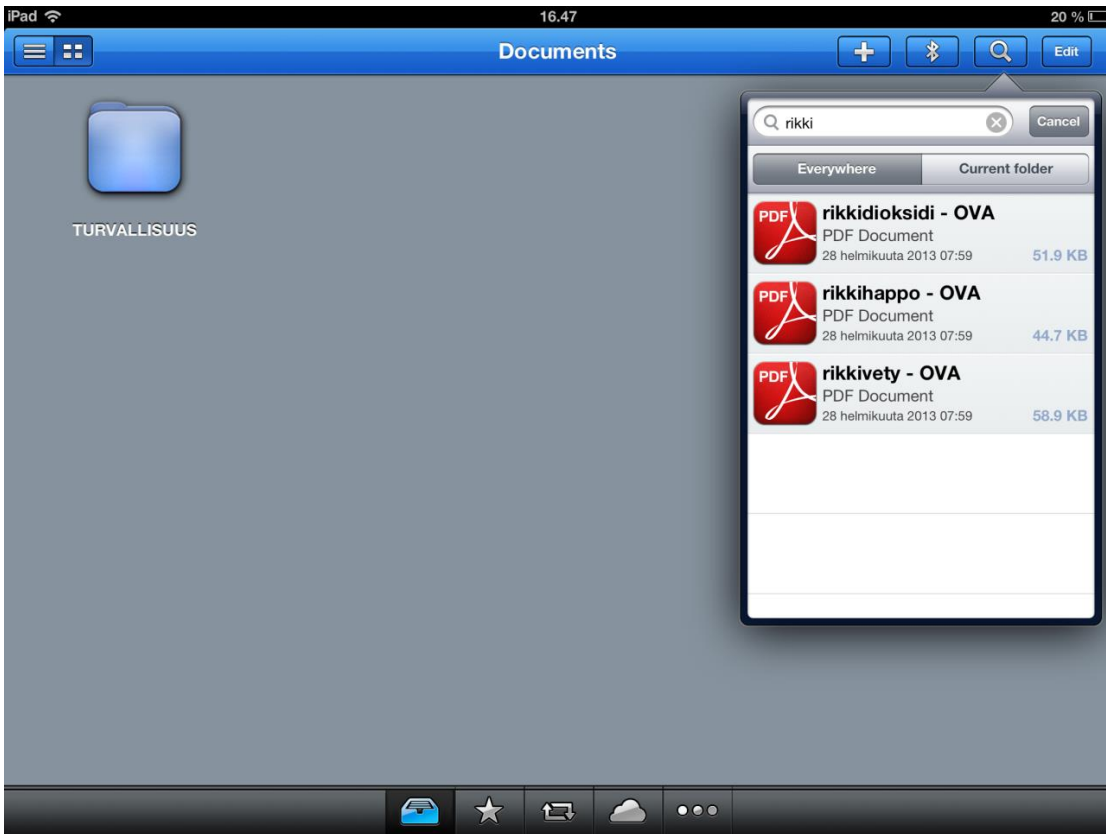 iPad 16.47 20 %
Documents Edit
rikki Cancel
Everywhere Current folder
TURVALLISUUS
PDF rikkidioksidi - OVA
PDF Document
28 helmikuuta 2013 07:59 51.9 KB
PDF rikkihappo - OVA
PDF Document
28 helmikuuta 2013 07:59 44.7 KB
PDF rikkivety - OVA
PDF Document
28 helmikuuta 2013 07:59 58.9 KB